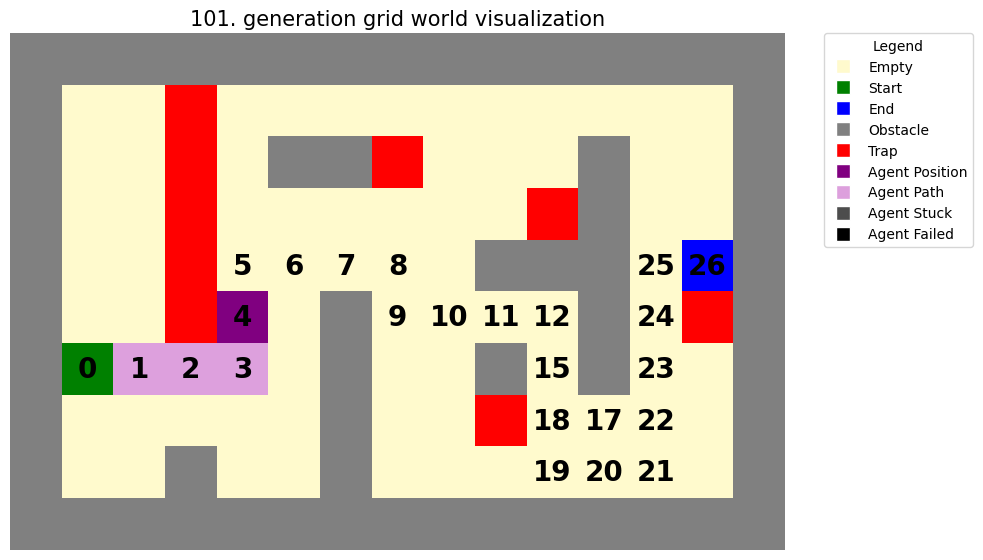 101. generation grid world visualization
Legend
Empty
Start
End
Obstacle
Trap
Agent Position
Agent Path
Agent Stuck
Agent Failed
5 6 7 8 25 26
4 9 10 11 12 24
0 1 2 3 15 23
18 17 22
19 20 21